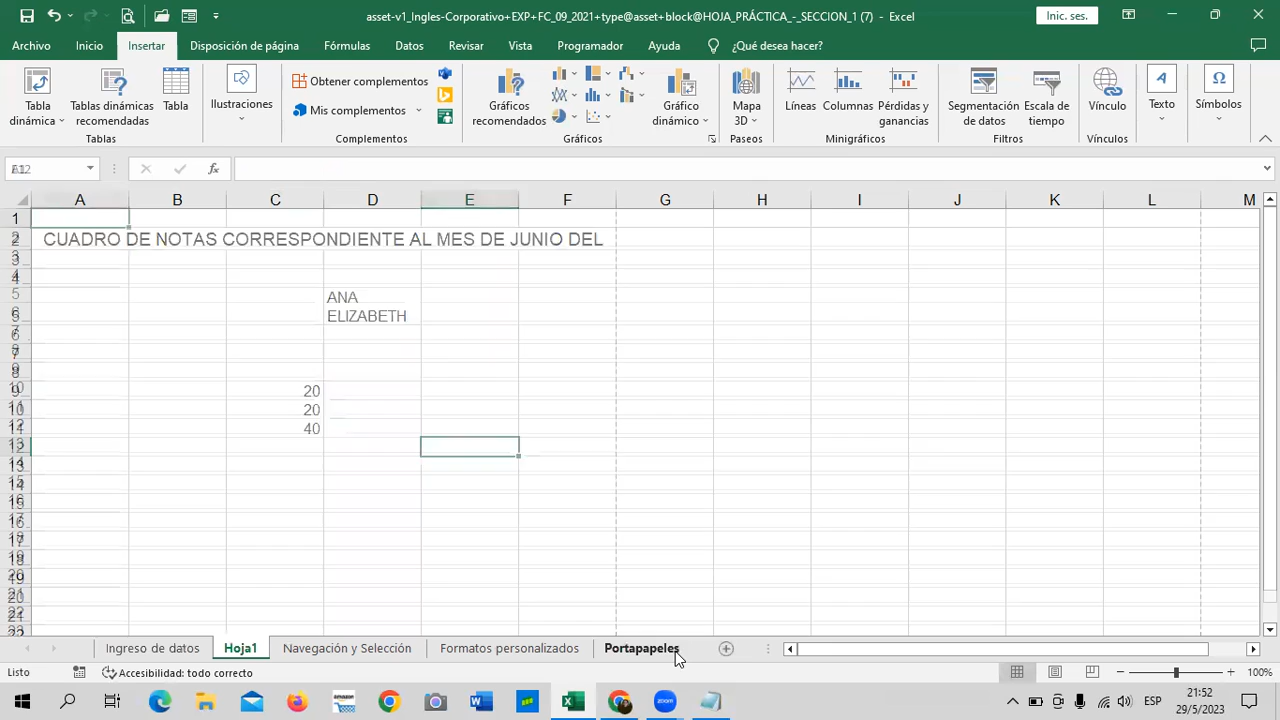 asset-v1_Ingles-Corporativo+EXP+FC_09_2021+type@asset+block@HOJA_PRÁCTICA_-_SECCION_1 (7) - Excel
Inic. ses.
Archivo Inicio Insertar Disposición de página Fórmulas Datos Revisar Vista Programador Ayuda ¿Qué desea hacer?
Tabla dinámica
Tablas dinámicas recomendadas
Tabla
Tablas
Ilustraciones
Obtener complementos
Mis complementos
Complementos
Gráficos recomendados
Gráfico dinámico
Gráficos
Mapa 3D
Paseos
Líneas
Columnas
Pérdidas y ganancias
Minigráficos
Segmentación de datos
Escala de tiempo
Filtros
Vínculo
Vínculos
Texto
Símbolos
fx
A B C D E F G H I J K L M
1
2 CUADRO DE NOTAS CORRESPONDIENTE AL MES DE JUNIO DEL
ANA
ELIZABETH
20
20
40
Ingreso de datos Hoja1 Navegación y Selección Formatos personalizados Portapapeles
Listo Accesibilidad: todo correcto 100%
zoom
ESP
21:52
29/5/2023